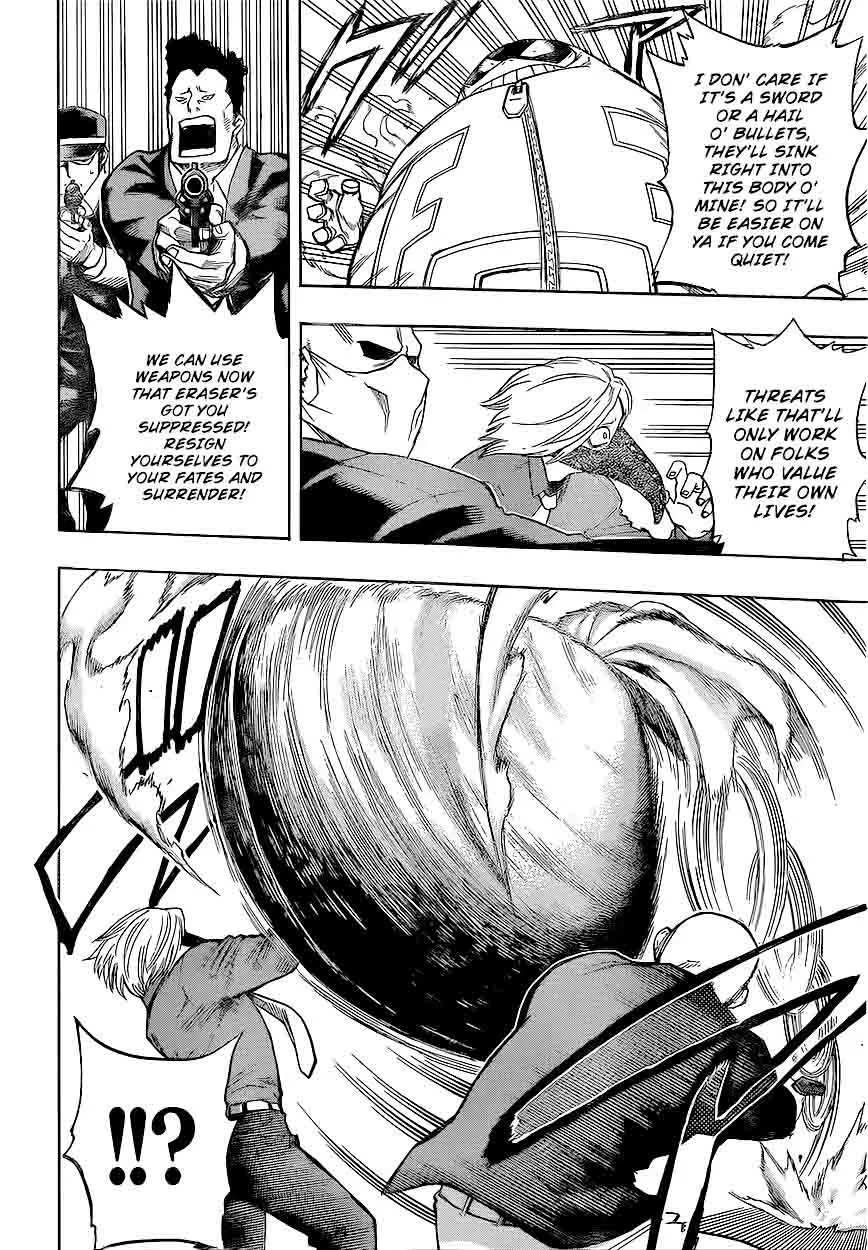 I DON' CARE IF
IT'S A SWORD
OR A HAIL
O' BULLETS,
THEY'LL SINK
RIGHT INTO
THIS BODY O'
MINE! SO IT'LL
BE EASIER ON
YA IF YOU COME
QUIET!
WE CAN USE
WEAPONS NOW
THAT ERASER'S
GOT YOU
SUPPRESSED!
RESIGN
YOURSELVES TO
YOUR FATES AND
SURRENDER!
THREATS
LIKE THAT'LL
ONLY WORK
ON FOLKS
WHO VALUE
THEIR OWN
LIVES!
!!?